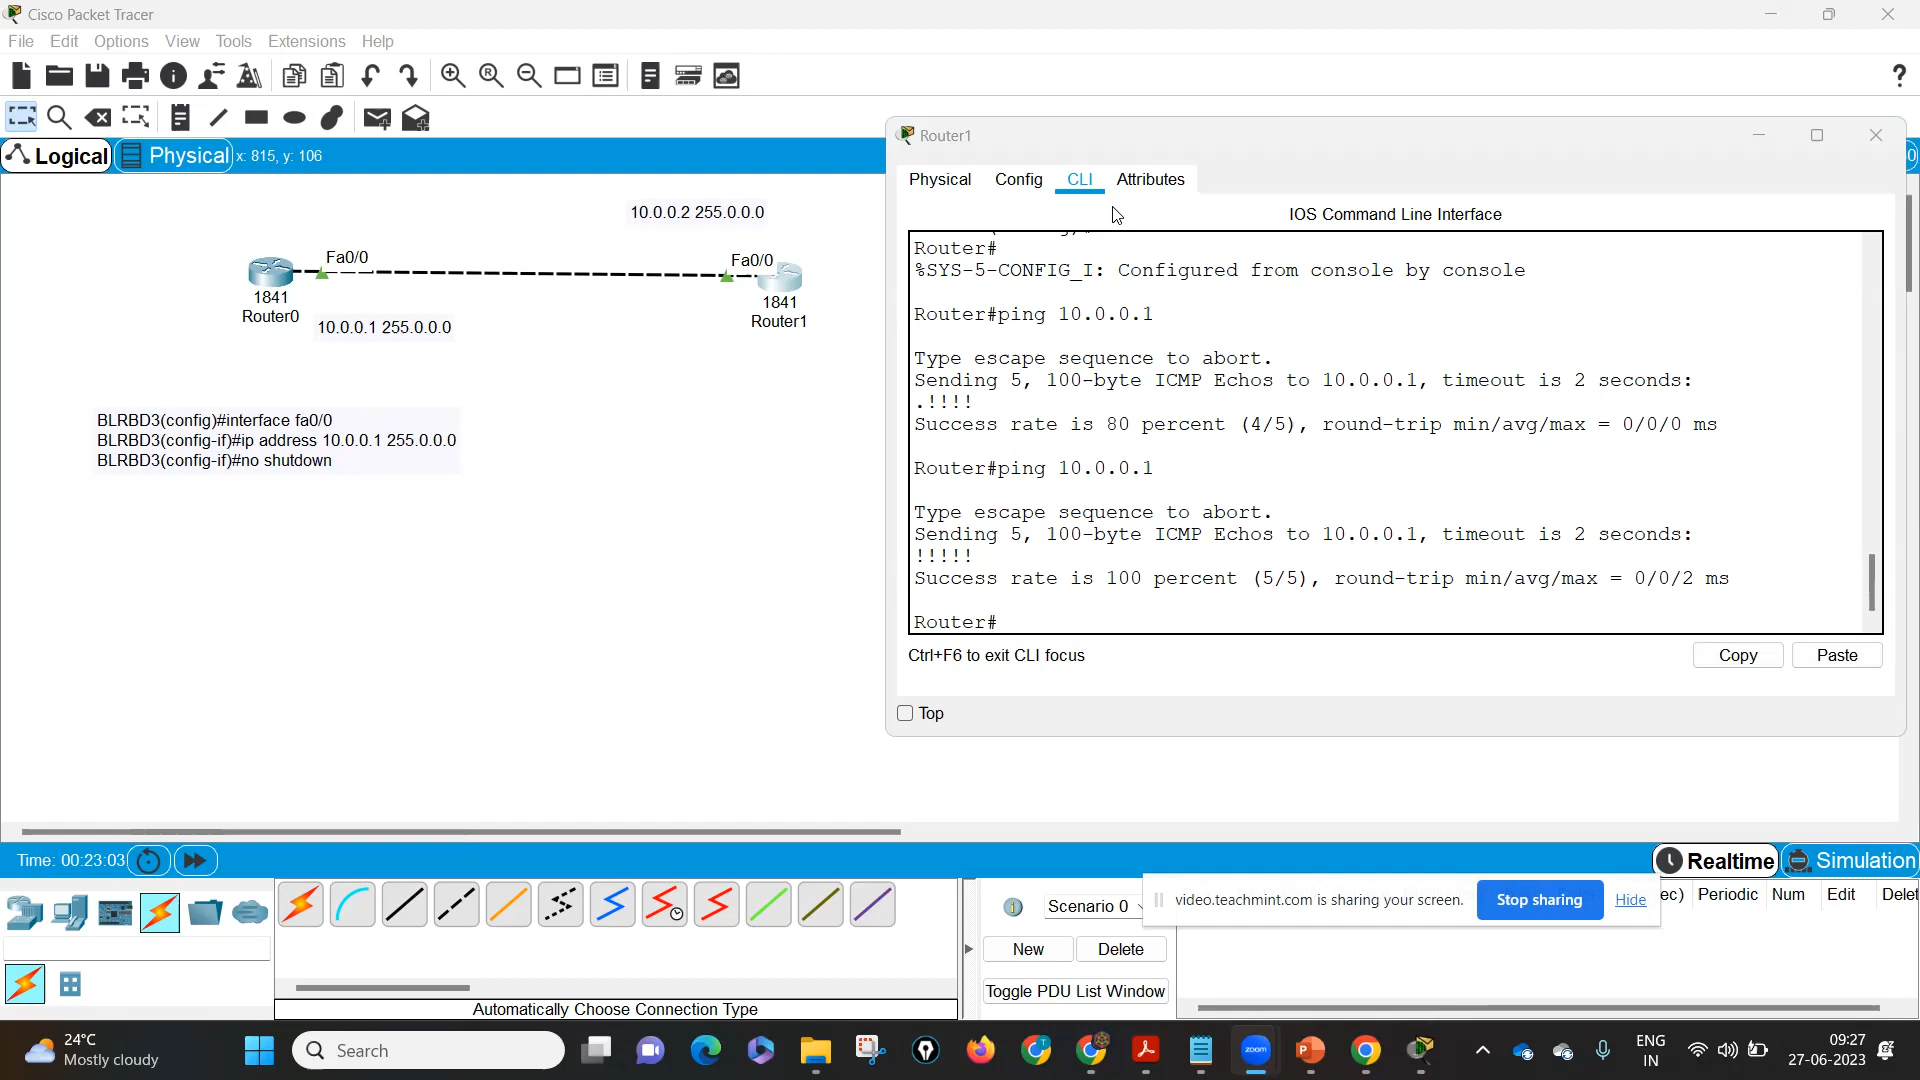 Cisco Packet Tracer
File Edit Options View Tools Extensions Help
Logical Physical x: 815, y: 106
10.0.0.2 255.0.0.0
Fa0/0
Fa0/0
1841
Router0
1841
Router1
10.0.0.1 255.0.0.0
BLRBD3(config)#interface fa0/0
BLRBD3(config-if)#ip address 10.0.0.1 255.0.0.0
BLRBD3(config-if)#no shutdown
Router1
Physical Config CLI Attributes
IOS Command Line Interface
Router#
%SYS-5-CONFIG_I: Configured from console by console
Router#ping 10.0.0.1
Type escape sequence to abort.
Sending 5, 100-byte ICMP Echos to 10.0.0.1, timeout is 2 seconds:
.!!!!
Success rate is 80 percent (4/5), round-trip min/avg/max = 0/0/0 ms
Router#ping 10.0.0.1
Type escape sequence to abort.
Sending 5, 100-byte ICMP Echos to 10.0.0.1, timeout is 2 seconds:
!!!!!
Success rate is 100 percent (5/5), round-trip min/avg/max = 0/0/2 ms
Router#
Ctrl+F6 to exit CLI focus
Copy Paste
Top
Time: 00:23:03
Realtime Simulation
Scenario 0
video.teachmint.com is sharing your screen. Stop sharing Hide
ec) Periodic Num Edit Delet
New Delete
Toggle PDU List Window
Automatically Choose Connection Type
24°C
Mostly cloudy
Search
zoom
ENG
IN
09:27
27-06-2023